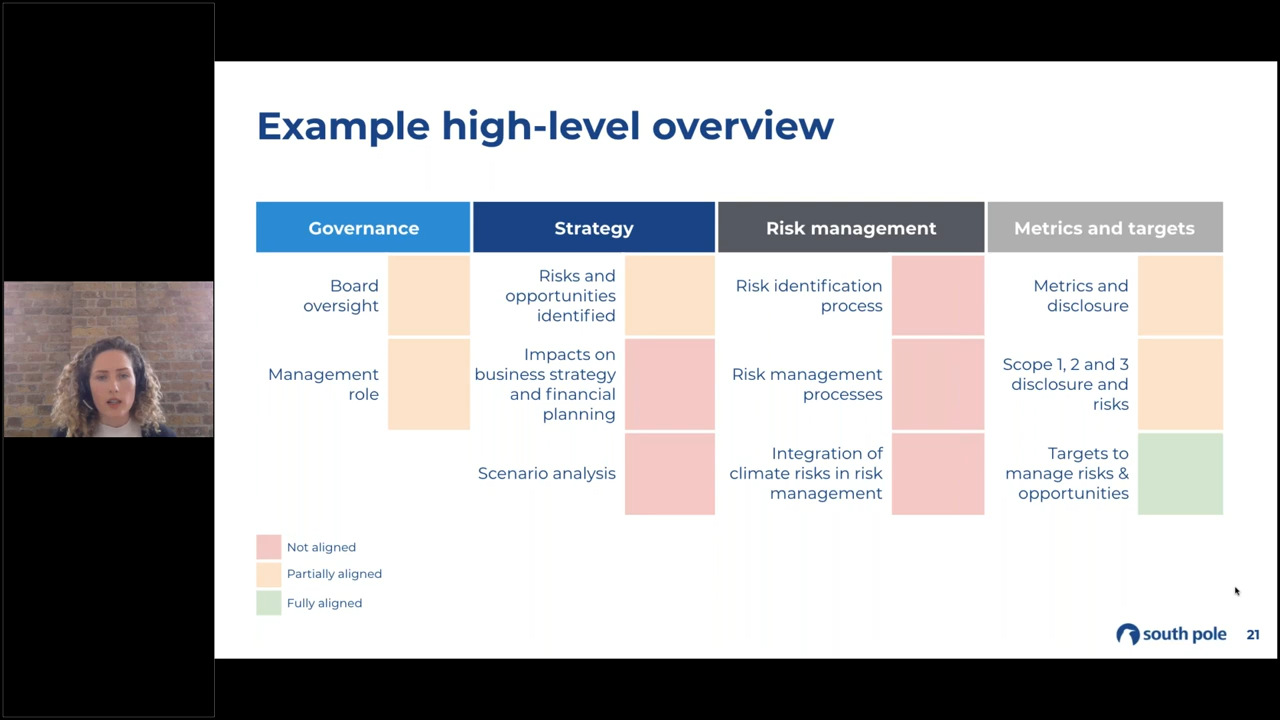 Example high-level overview
Governance
Strategy
Risk management
Metrics and targets
Board
oversight
Risks and
opportunities
identified
Risk identification
process
Metrics and
disclosure
Management
role
Impacts on
business strategy
and financial
planning
Risk management
processes
Scope 1, 2 and 3
disclosure and
risks
Scenario analysis
Integration of
climate risks in risk
management
Targets to
manage risks &
opportunities
Not aligned
Partially aligned
Fully aligned
south pole
21